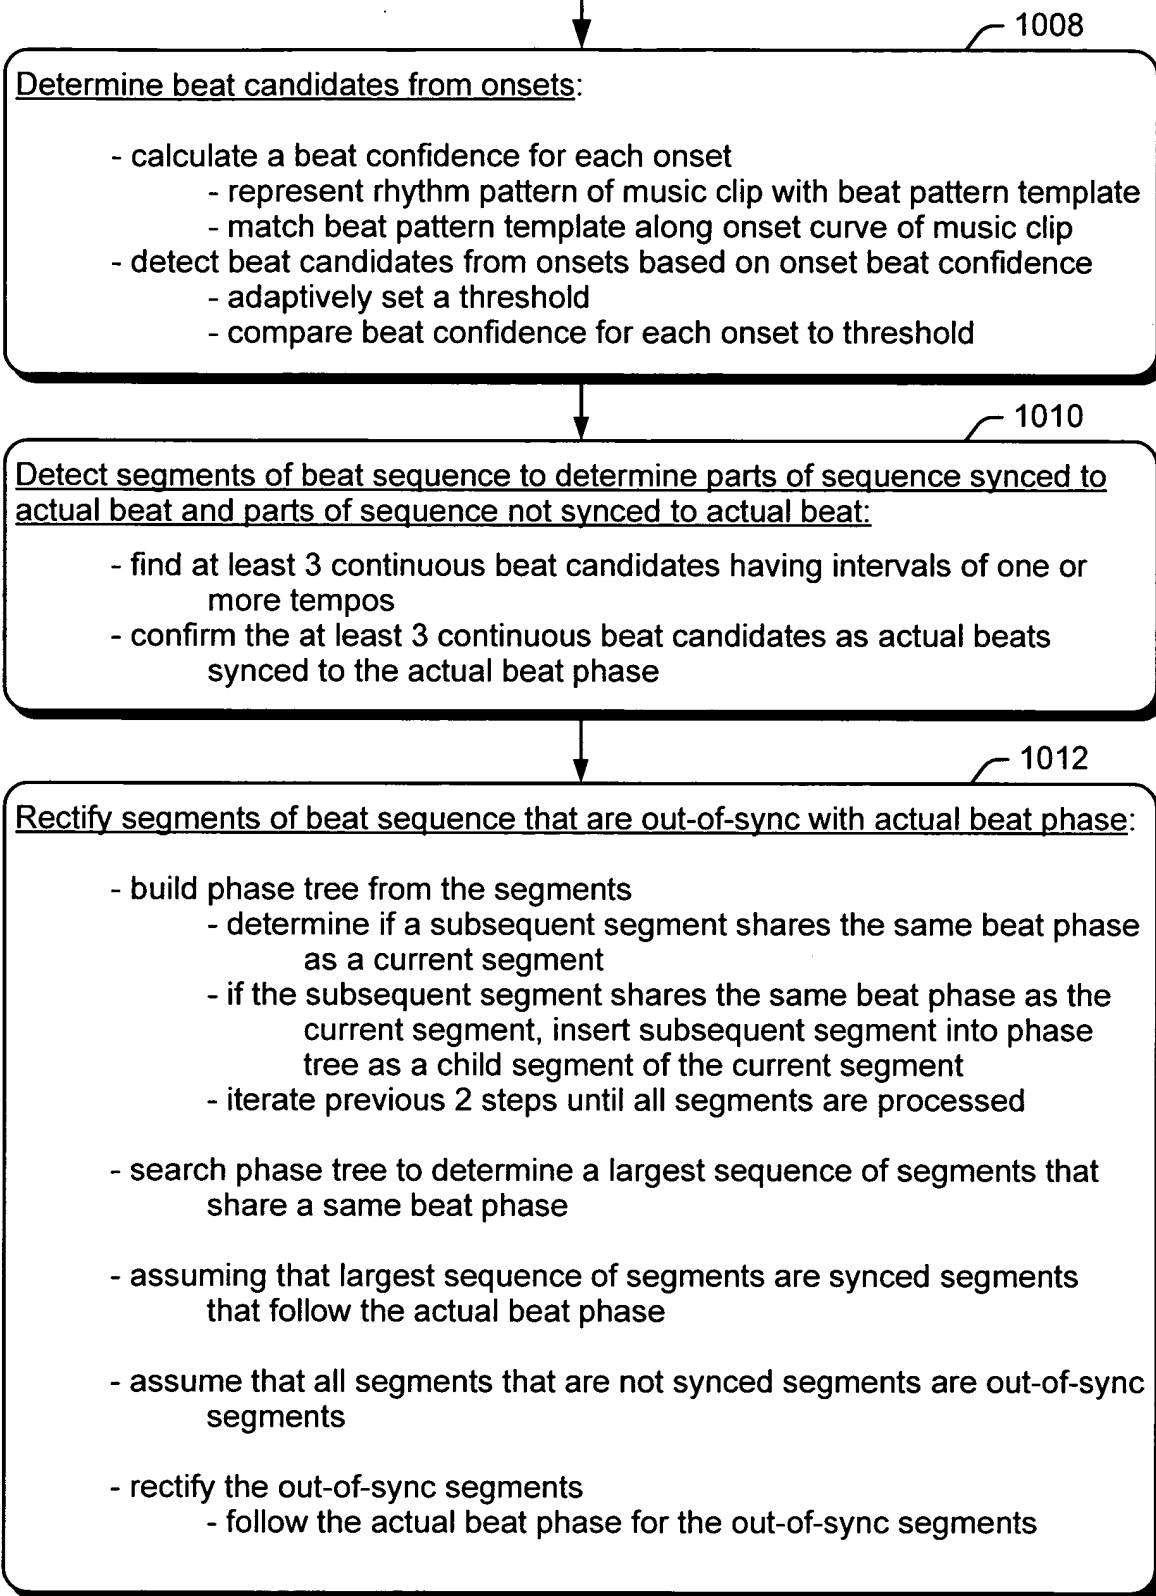 1008
Determine beat candidates from onsets:
- calculate a beat confidence for each onset
- represent rhythm pattern of music clip with beat pattern template
- match beat pattern template along onset curve of music clip
- detect beat candidates from onsets based on onset beat confidence
- adaptively set a threshold
- compare beat confidence for each onset to threshold
1010
Detect segments of beat sequence to determine parts of sequence synced to
actual beat and parts of sequence not synced to actual beat:
- find at least 3 continuous beat candidates having intervals of one or
more tempos
- confirm the at least 3 continuous beat candidates as actual beats
synced to the actual beat phase
1012
Rectify segments of beat sequence that are out-of-sync with actual beat phase:
- build phase tree from the segments
- determine if a subsequent segment shares the same beat phase
as a current segment
- if the subsequent segment shares the same beat phase as the
current segment, insert subsequent segment into phase
tree as a child segment of the current segment
- iterate previous 2 steps until all segments are processed
- search phase tree to determine a largest sequence of segments that
share a same beat phase
- assuming that largest sequence of segments are synced segments
that follow the actual beat phase
- assume that all segments that are not synced segments are out-of-sync
segments
- rectify the out-of-sync segments
- follow the actual beat phase for the out-of-sync segments